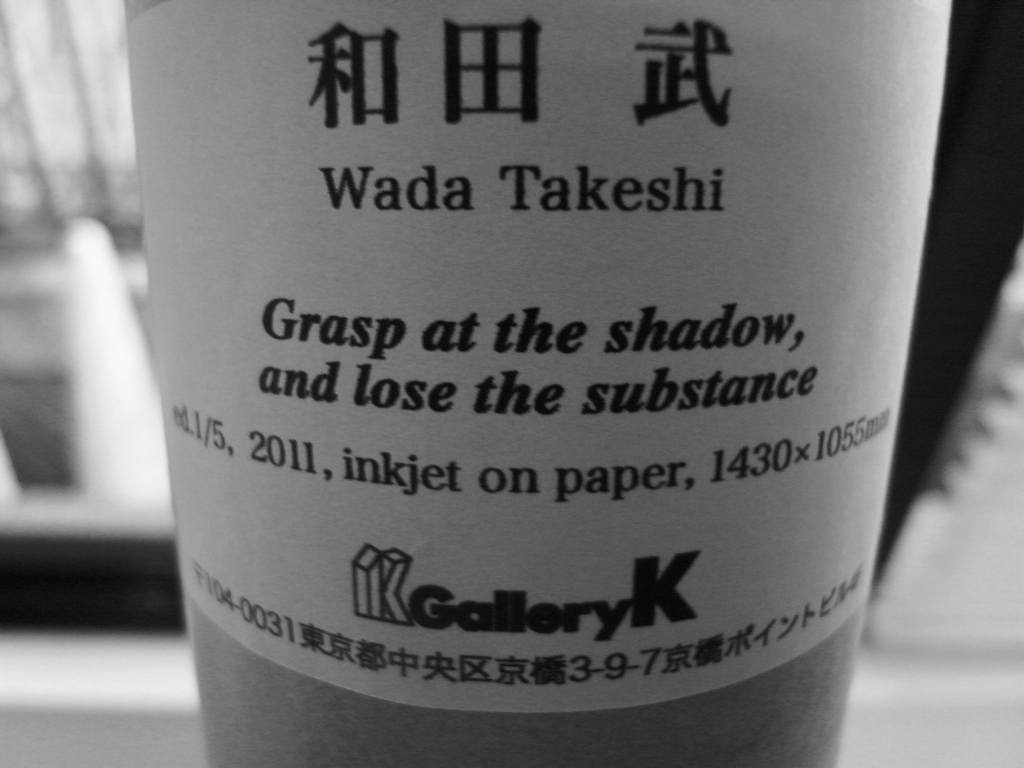 和田 武
Wada Takeshi
Grasp at the shadow,
and lose the substance
ed.1/5, 2011, inkjet on paper, 1430×1055mm
GalleryK
〒104-0031東京都中央区京橋3-9-7京橋ポイントビル4F